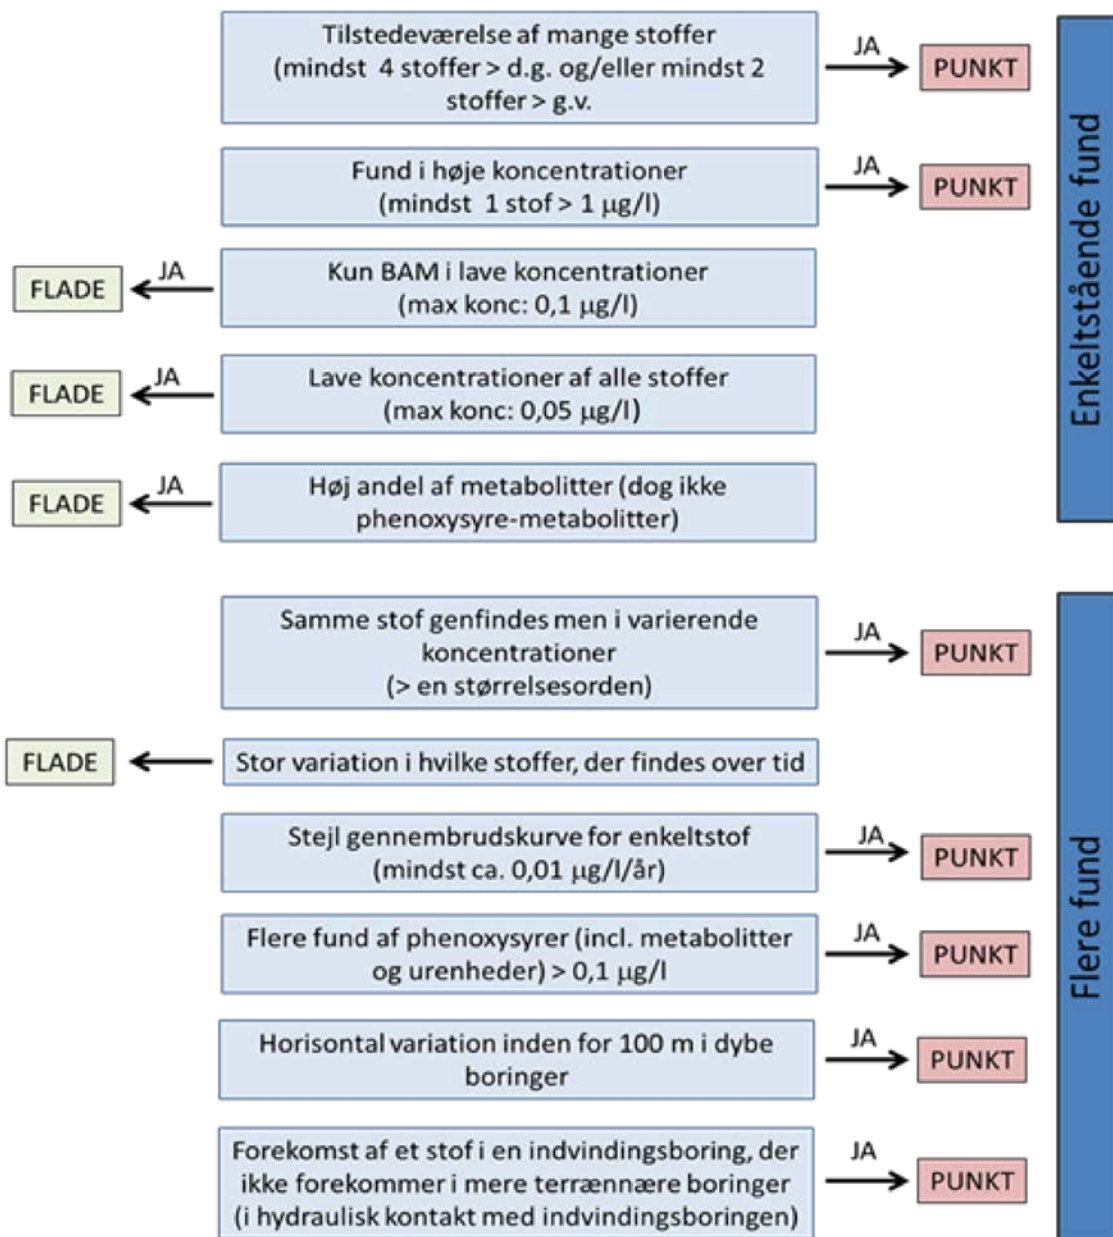 Tilstedeværelse af mange stoffer
(mindst 4 stoffer > d.g. og/eller mindst 2
stoffer > g.v.
JA
PUNKT
Fund i høje koncentrationer
(mindst 1 stof > 1 µg/l)
JA
PUNKT
Kun BAM i lave koncentrationer
(max konc: 0,1 µg/l)
JA
FLADE
Lave koncentrationer af alle stoffer
(max konc: 0,05 µg/l)
JA
FLADE
Høj andel af metabolitter (dog ikke
phenoxysyre-metabolitter)
JA
FLADE
Enkeltstående fund
Samme stof genfindes men i varierende
koncentrationer
(> en størrelsesorden)
JA
PUNKT
Stor variation i hvilke stoffer, der findes over tid
FLADE
Stejl gennembrudskurve for enkeltstof
(mindst ca. 0,01 µg/l/år)
JA
PUNKT
Flere fund af phenoxysyrer (incl. metabolitter
og urenheder) > 0,1 µg/l
JA
PUNKT
Horisontal variation inden for 100 m i dybe
boringer
JA
PUNKT
Forekomst af et stof i en indvindingsboring, der
ikke forekommer i mere terrænnære boringer
(i hydraulisk kontakt med indvindingsboringen)
JA
PUNKT
Flere fund